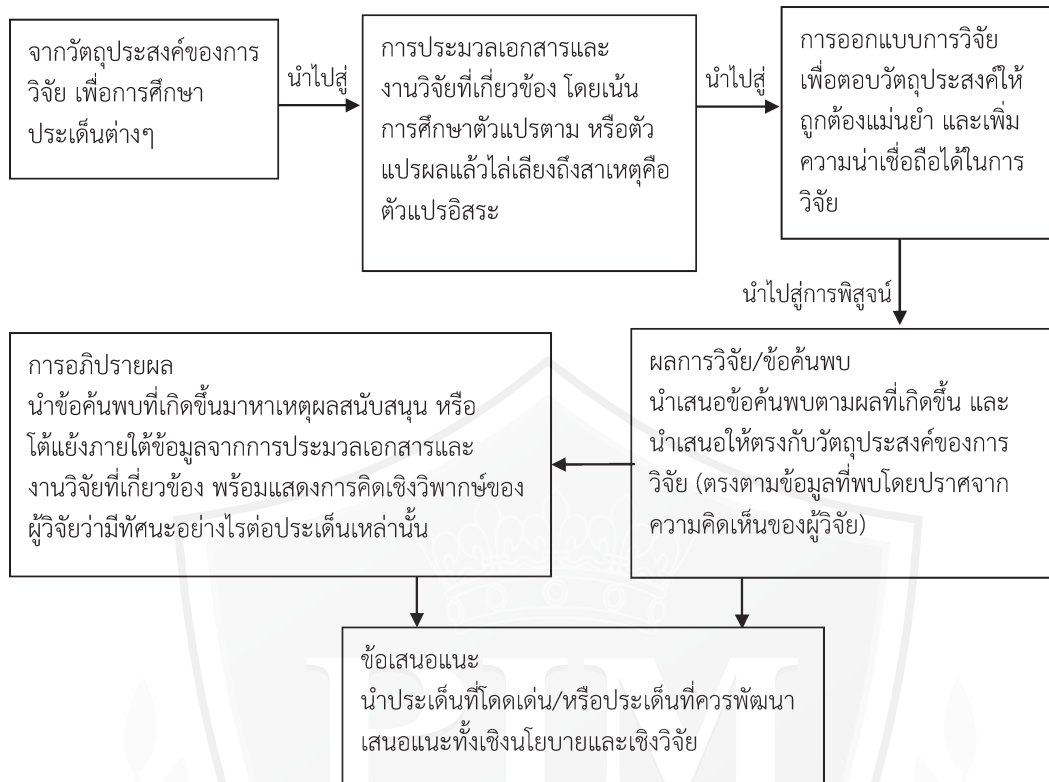 จากวัตถุประสงค์ของการ
วิจัย เพื่อการศึกษา
ประเด็นต่างๆ
นำไปสู่
การประมวลเอกสารและ
งานวิจัยที่เกี่ยวข้อง โดยเน้น
การศึกษาตัวแปรตาม หรือตัว
แปรผลแล้วไล่เลียงถึงสาเหตุคือ
ตัวแปรอิสระ
นำไปสู่
การออกแบบการวิจัย
เพื่อตอบวัตถุประสงค์ให้
ถูกต้องแม่นยำ และเพิ่ม
ความน่าเชื่อถือได้ในการ
วิจัย
นำไปสู่การพิสูจน์
ผลการวิจัย/ข้อค้นพบ
นำเสนอข้อค้นพบตามผลที่เกิดขึ้น และ
นำเสนอให้ตรงกับวัตถุประสงค์ของการ
วิจัย (ตรงตามข้อมูลที่พบโดยปราศจาก
ความคิดเห็นของผู้วิจัย)
การอภิปรายผล
นำข้อค้นพบที่เกิดขึ้นมาหาเหตุผลสนับสนุน หรือ
โต้แย้งภายใต้ข้อมูลจากการประมวลเอกสารและ
งานวิจัยที่เกี่ยวข้อง พร้อมแสดงการคิดเชิงวิพากษ์ของ
ผู้วิจัยว่ามีทัศนะอย่างไรต่อประเด็นเหล่านั้น
ข้อเสนอแนะ
นำประเด็นที่โดดเด่น/หรือประเด็นที่ควรพัฒนา
เสนอแนะทั้งเชิงนโยบายและเชิงวิจัย
PIM